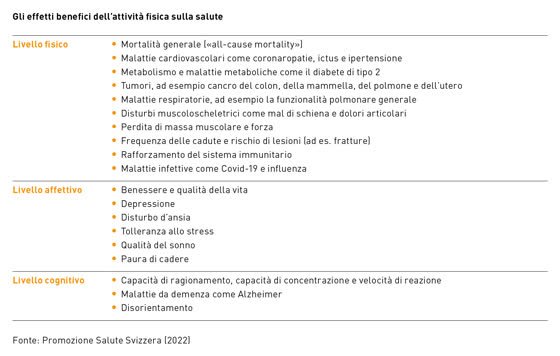 Gli effetti benefici dell'attività fisica sulla salute
Livello fisico
• Mortalità generale («all-cause mortality»)
• Malattie cardiovascolari come coronaropatie, ictus e ipertensione
• Metabolismo e malattie metaboliche come il diabete di tipo 2
• Tumori, ad esempio cancro del colon, della mammella, del polmone e dell'utero
• Malattie respiratorie, ad esempio la funzionalità polmonare generale
• Disturbi muscoloscheletrici come mal di schiena e dolori articolari
• Perdita di massa muscolare e forza
• Frequenza delle cadute e rischio di lesioni (ad es. fratture)
• Rafforzamento del sistema immunitario
• Malattie infettive come Covid-19 e influenza
Livello affettivo
• Benessere e qualità della vita
• Depressione
• Disturbo d'ansia
• Tolleranza allo stress
• Qualità del sonno
• Paura di cadere
Livello cognitivo
• Capacità di ragionamento, capacità di concentrazione e velocità di reazione
• Malattie da demenza come Alzheimer
• Disorientamento
Fonte: Promozione Salute Svizzera (2022)